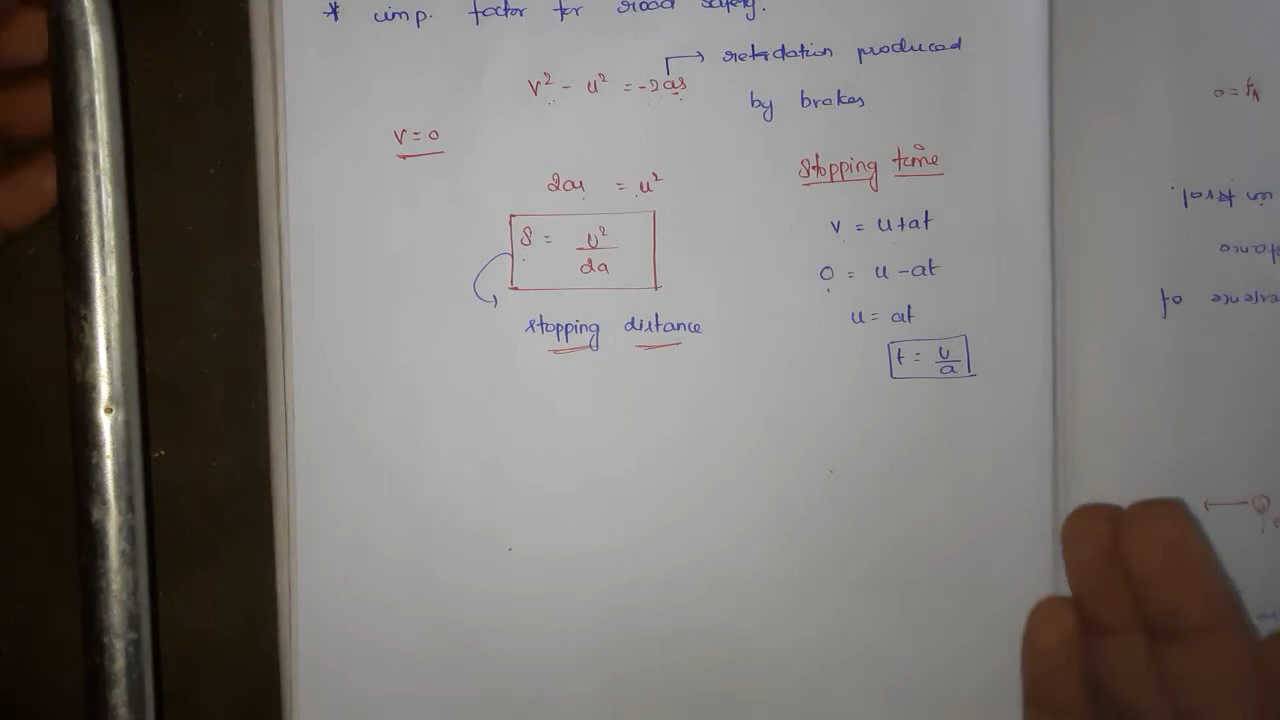 * imp. factor for road safety.
v² - u² = -2as → retardation produced
by brakes
v = 0
2as = u²
S = u²/2a
stopping distance
Stopping time
v = u+at
0 = u -at
u = at
t = u/a